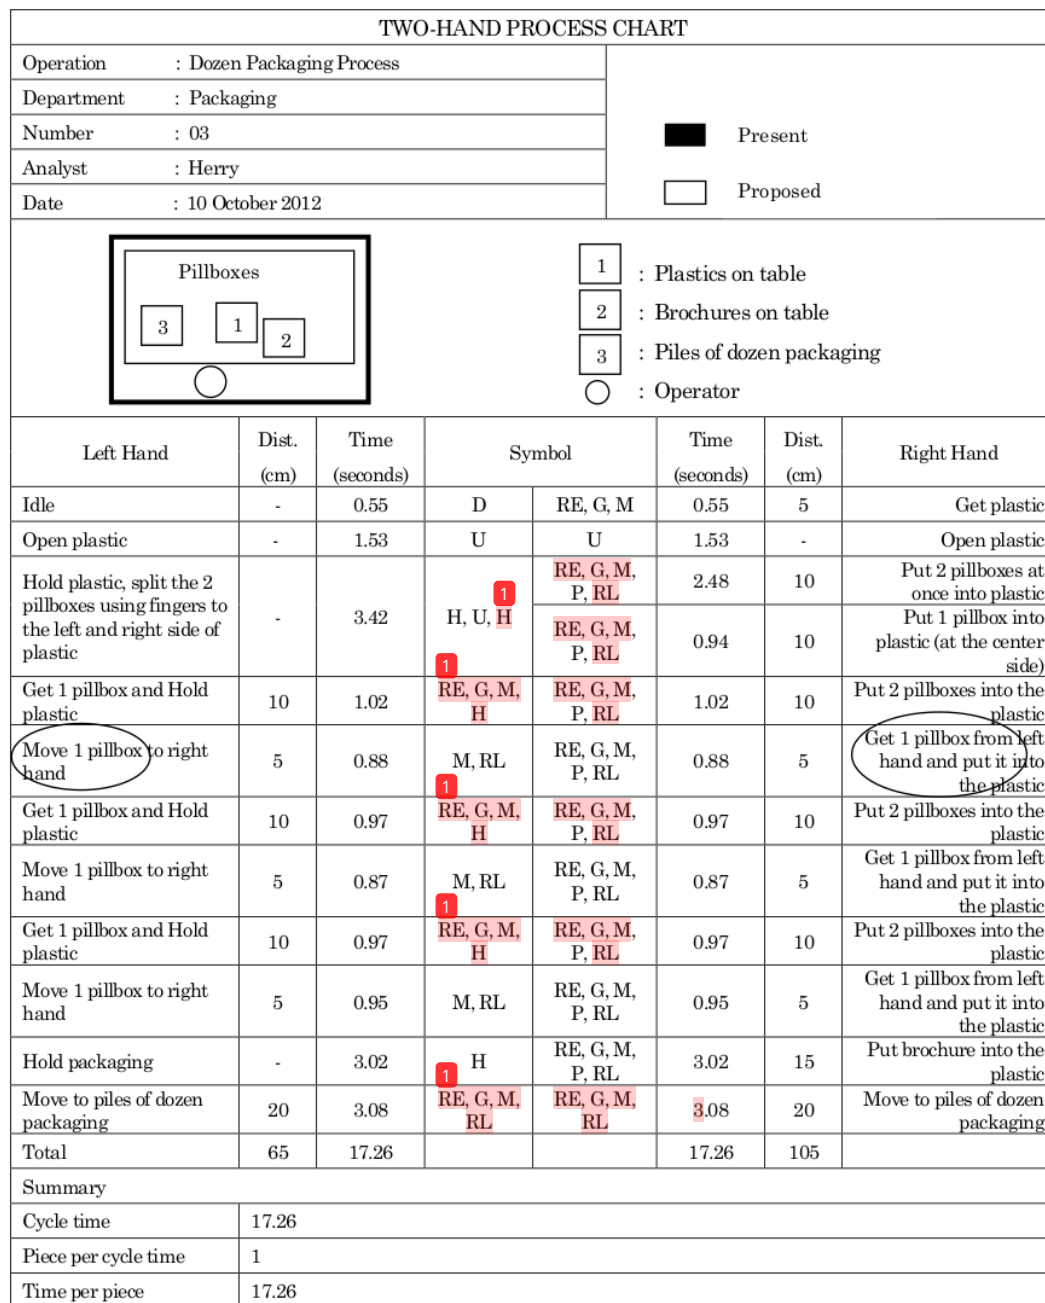 TWO-HAND PROCESS CHART
Operation : Dozen Packaging Process
Department : Packaging
Number : 03
Analyst : Herry
Date : 10 October 2012
Present
Proposed
Pillboxes
3
1
2
1 : Plastics on table
2 : Brochures on table
3 : Piles of dozen packaging
: Operator
Left Hand Dist. (cm) Time (seconds) Symbol Time (seconds) Dist. (cm) Right Hand
Idle - 0.55 D RE, G, M 0.55 5 Get plastic
Open plastic - 1.53 U U 1.53 - Open plastic
Hold plastic, split the 2
pillboxes using fingers to
the left and right side of
plastic
- 3.42 H, U, H
1
RE, G, M,
P, RL
2.48 10
Put 2 pillboxes at
once into plastic
RE, G, M,
P, RL
0.94 10
Put 1 pillbox into
plastic (at the center
side)
1
Get 1 pillbox and Hold
plastic
10 1.02
RE, G, M,
H
RE, G, M,
P, RL
1.02 10
Put 2 pillboxes into the
plastic
Move 1 pillbox to right
hand
5 0.88 M, RL
RE, G, M,
P, RL
0.88 5
Get 1 pillbox from left
hand and put it into
the plastic
1
Get 1 pillbox and Hold
plastic
10 0.97
RE, G, M,
H
RE, G, M,
P, RL
0.97 10
Put 2 pillboxes into the
plastic
Move 1 pillbox to right
hand
5 0.87 M, RL
RE, G, M,
P, RL
0.87 5
Get 1 pillbox from left
hand and put it into
the plastic
1
Get 1 pillbox and Hold
plastic
10 0.97
RE, G, M,
H
RE, G, M,
P, RL
0.97 10
Put 2 pillboxes into the
plastic
Move 1 pillbox to right
hand
5 0.95 M, RL
RE, G, M,
P, RL
0.95 5
Get 1 pillbox from left
hand and put it into
the plastic
Hold packaging
- 3.02 H
RE, G, M,
P, RL
3.02 15
Put brochure into the
plastic
1
Move to piles of dozen
packaging
20 3.08
RE, G, M,
RL
RE, G, M,
RL
3.08 20
Move to piles of dozen
packaging
Total 65 17.26 17.26 105
Summary
Cycle time 17.26
Piece per cycle time 1
Time per piece 17.26